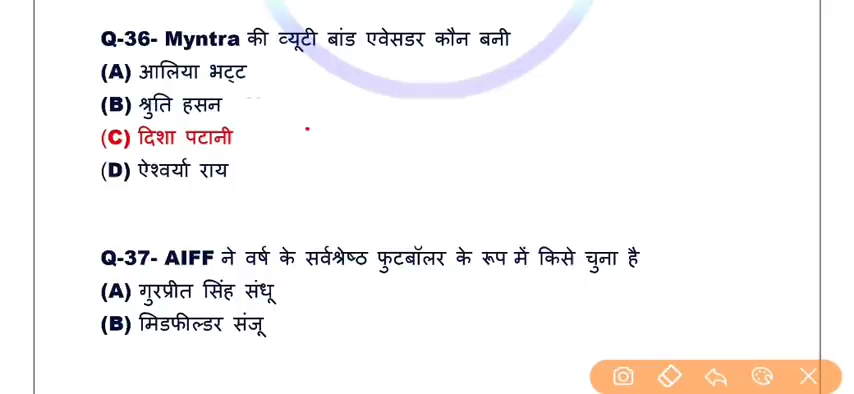 Q-36- Myntra की व्यूटी बांड एवेसडर कौन बनी
(A) आलिया भट्ट
(B) श्रुति हसन
(C) दिशा पटानी
(D) ऐश्वर्या राय
Q-37- AIFF ने वर्ष के सर्वश्रेष्ठ फुटबॉलर के रूप में किसे चुना है
(A) गुरप्रीत सिंह संधू
(B) मिडफील्डर संजू